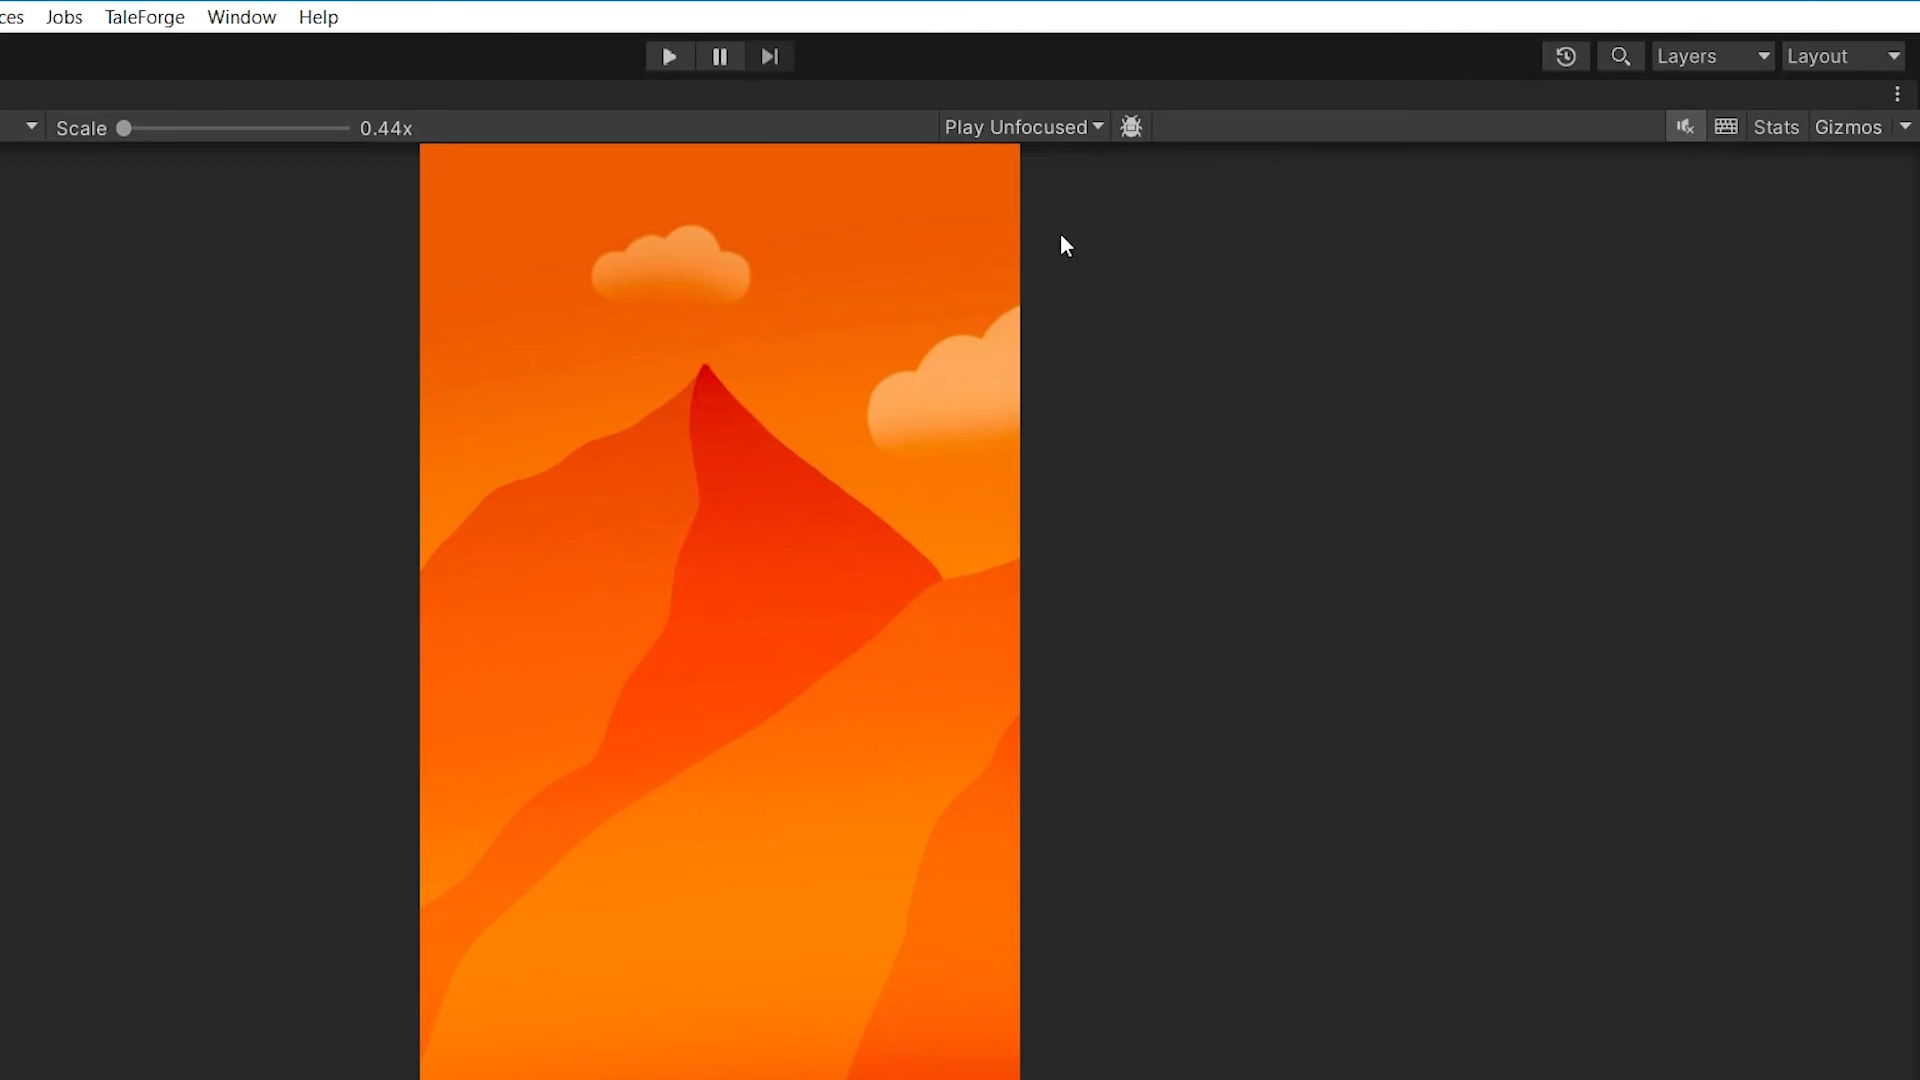 ces Jobs TaleForge Window Help
Layers Layout
Scale 0.44x Play Unfocused Stats Gizmos